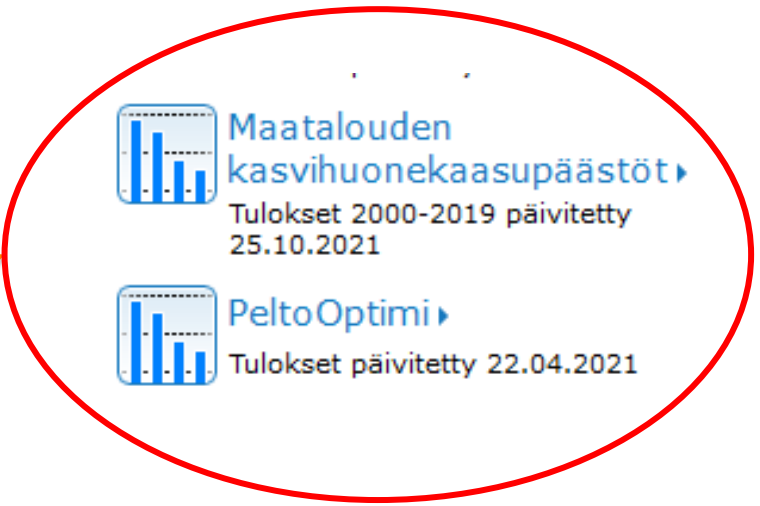 Maatalouden
kasvihuonekaasupäästöt
Tulokset 2000-2019 päivitetty
25.10.2021
PeltoOptimi
Tulokset päivitetty 22.04.2021